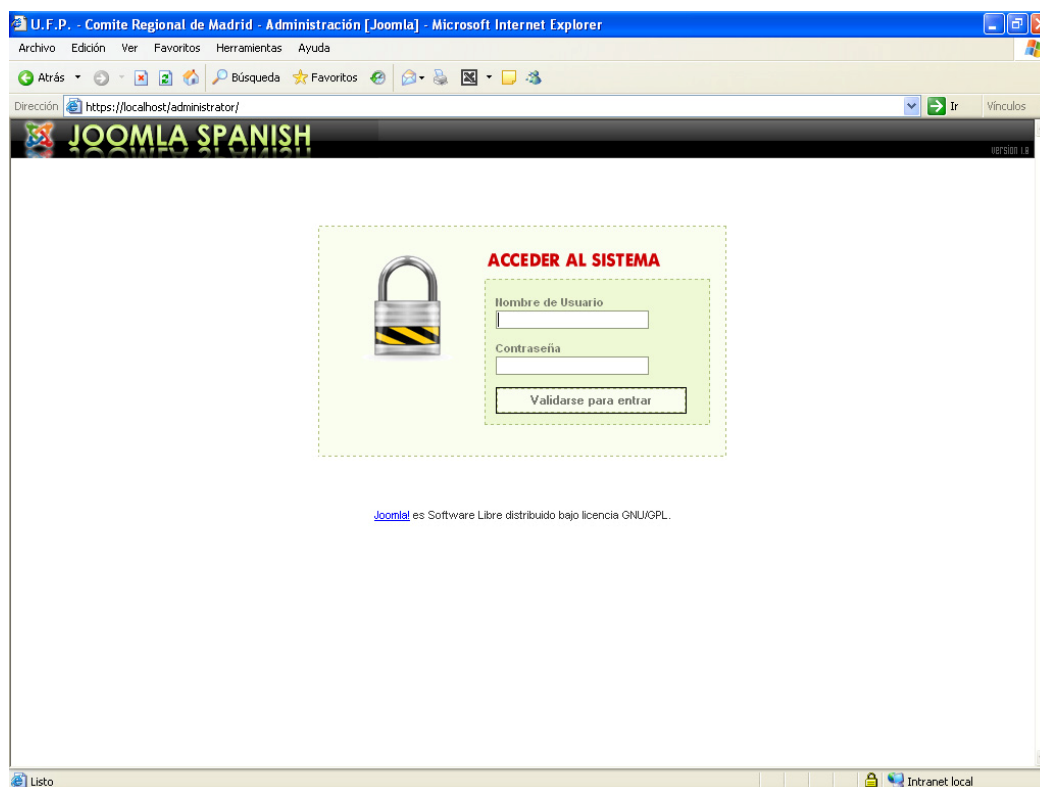 U.F.P. - Comite Regional de Madrid - Administración [Joomla] - Microsoft Internet Explorer
Archivo Edición Ver Favoritos Herramientas Ayuda
Atrás Búsqueda Favoritos
Dirección https://localhost/administrator/ Ir Vínculos
JOOMLA SPANISH
version
ACCEDER AL SISTEMA
Nombre de Usuario
Contraseña
Validarse para entrar
Joomla! es Software Libre distribuido bajo licencia GNU/GPL.
Listo Intranet local